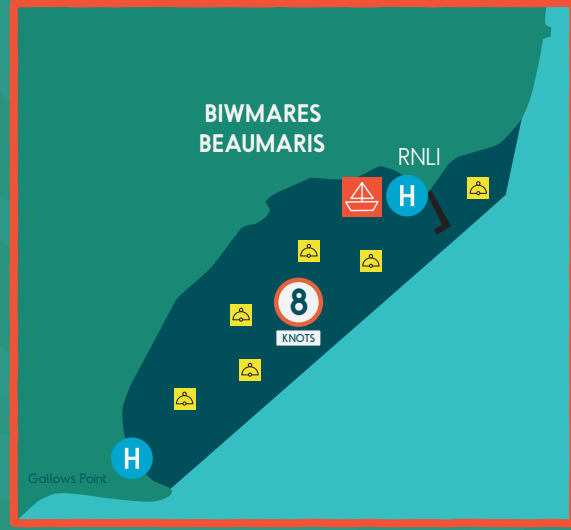 BIWMARES
BEAUMARIS
RNLI
H
8
KNOTS
H
Gallows Point